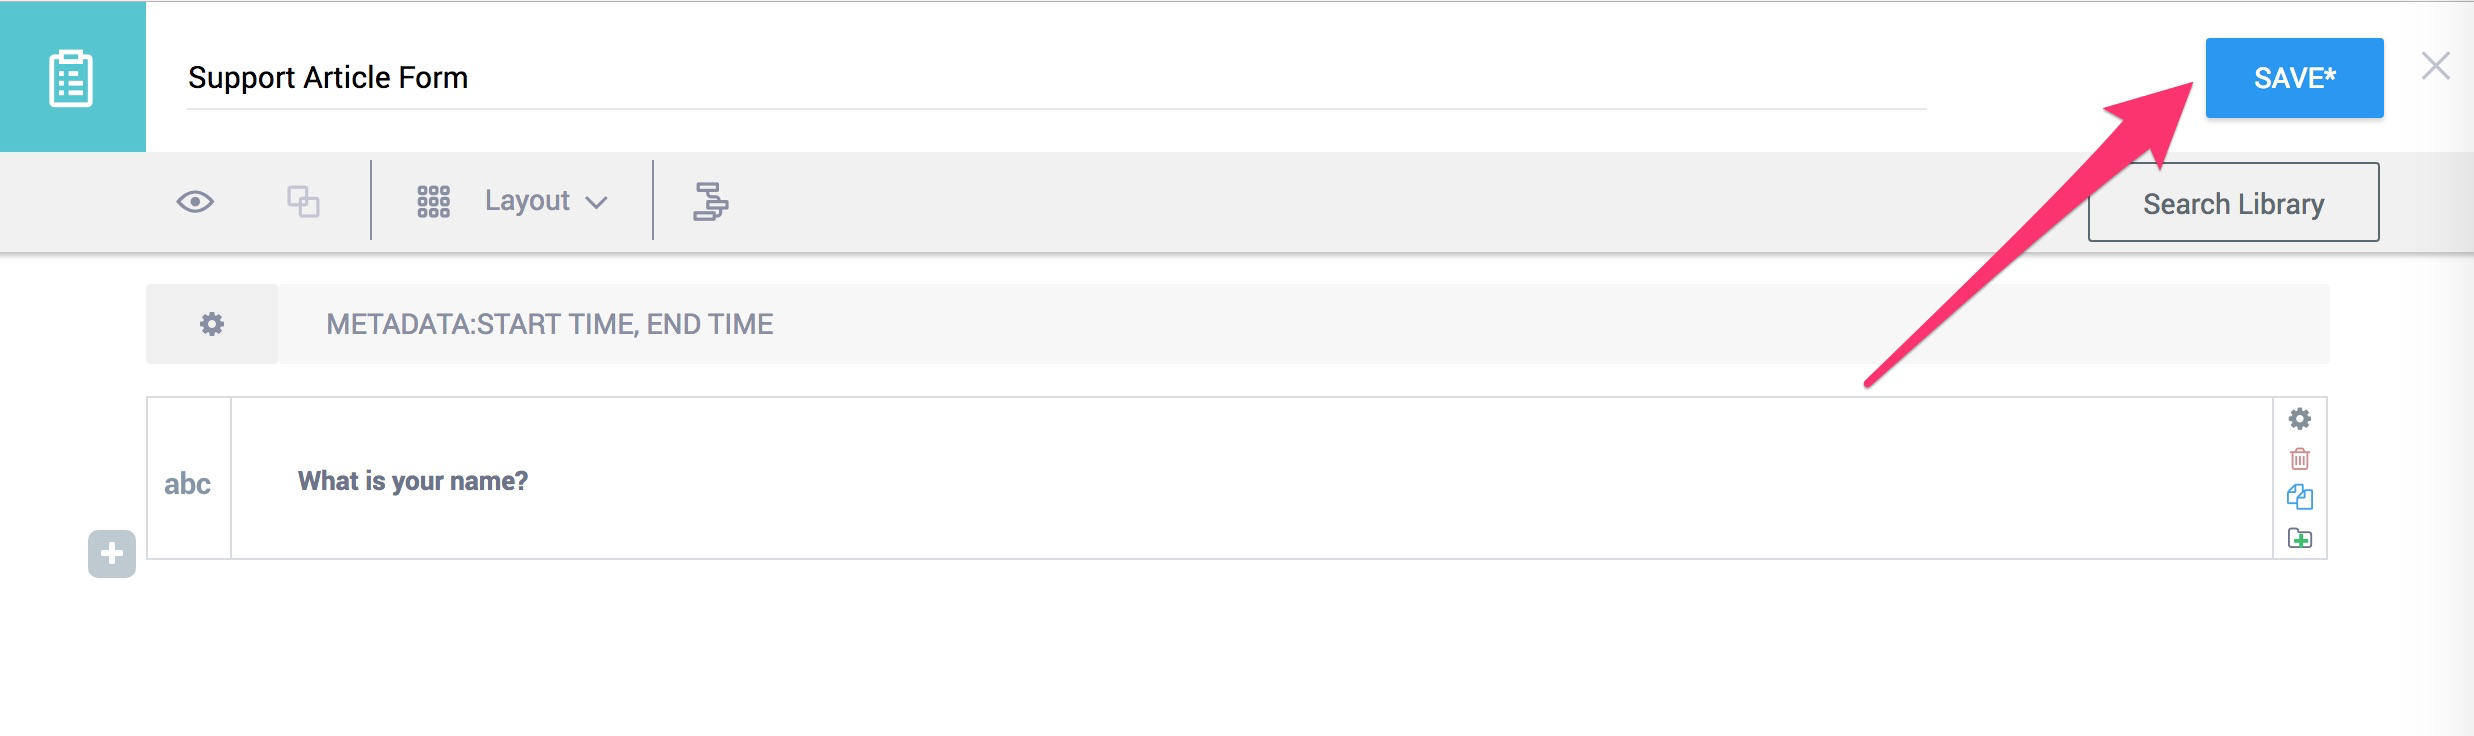 Support Article Form
SAVE*
Layout
Search Library
METADATA:START TIME, END TIME
abc
What is your name?